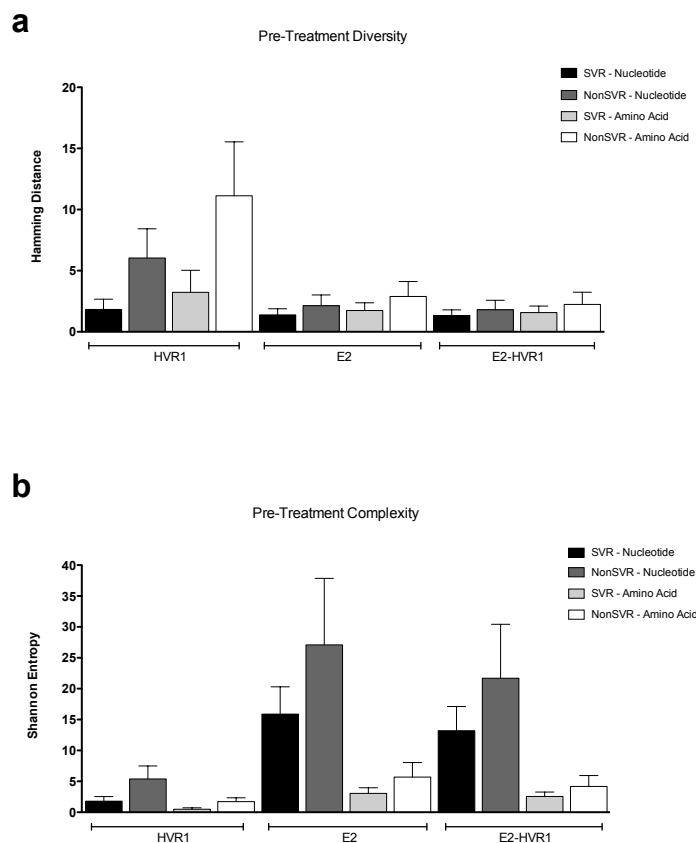 a
Pre-Treatment Diversity
20
15
10
5
0
Hamming Distance
SVR - Nucleotide
NonSVR - Nucleotide
SVR - Amino Acid
NonSVR - Amino Acid
HVR1
E2
E2-HVR1
b
Pre-Treatment Complexity
40
35
30
25
20
15
10
5
0
Shannon Entropy
SVR - Nucleotide
NonSVR - Nucleotide
SVR - Amino Acid
NonSVR - Amino Acid
HVR1
E2
E2-HVR1